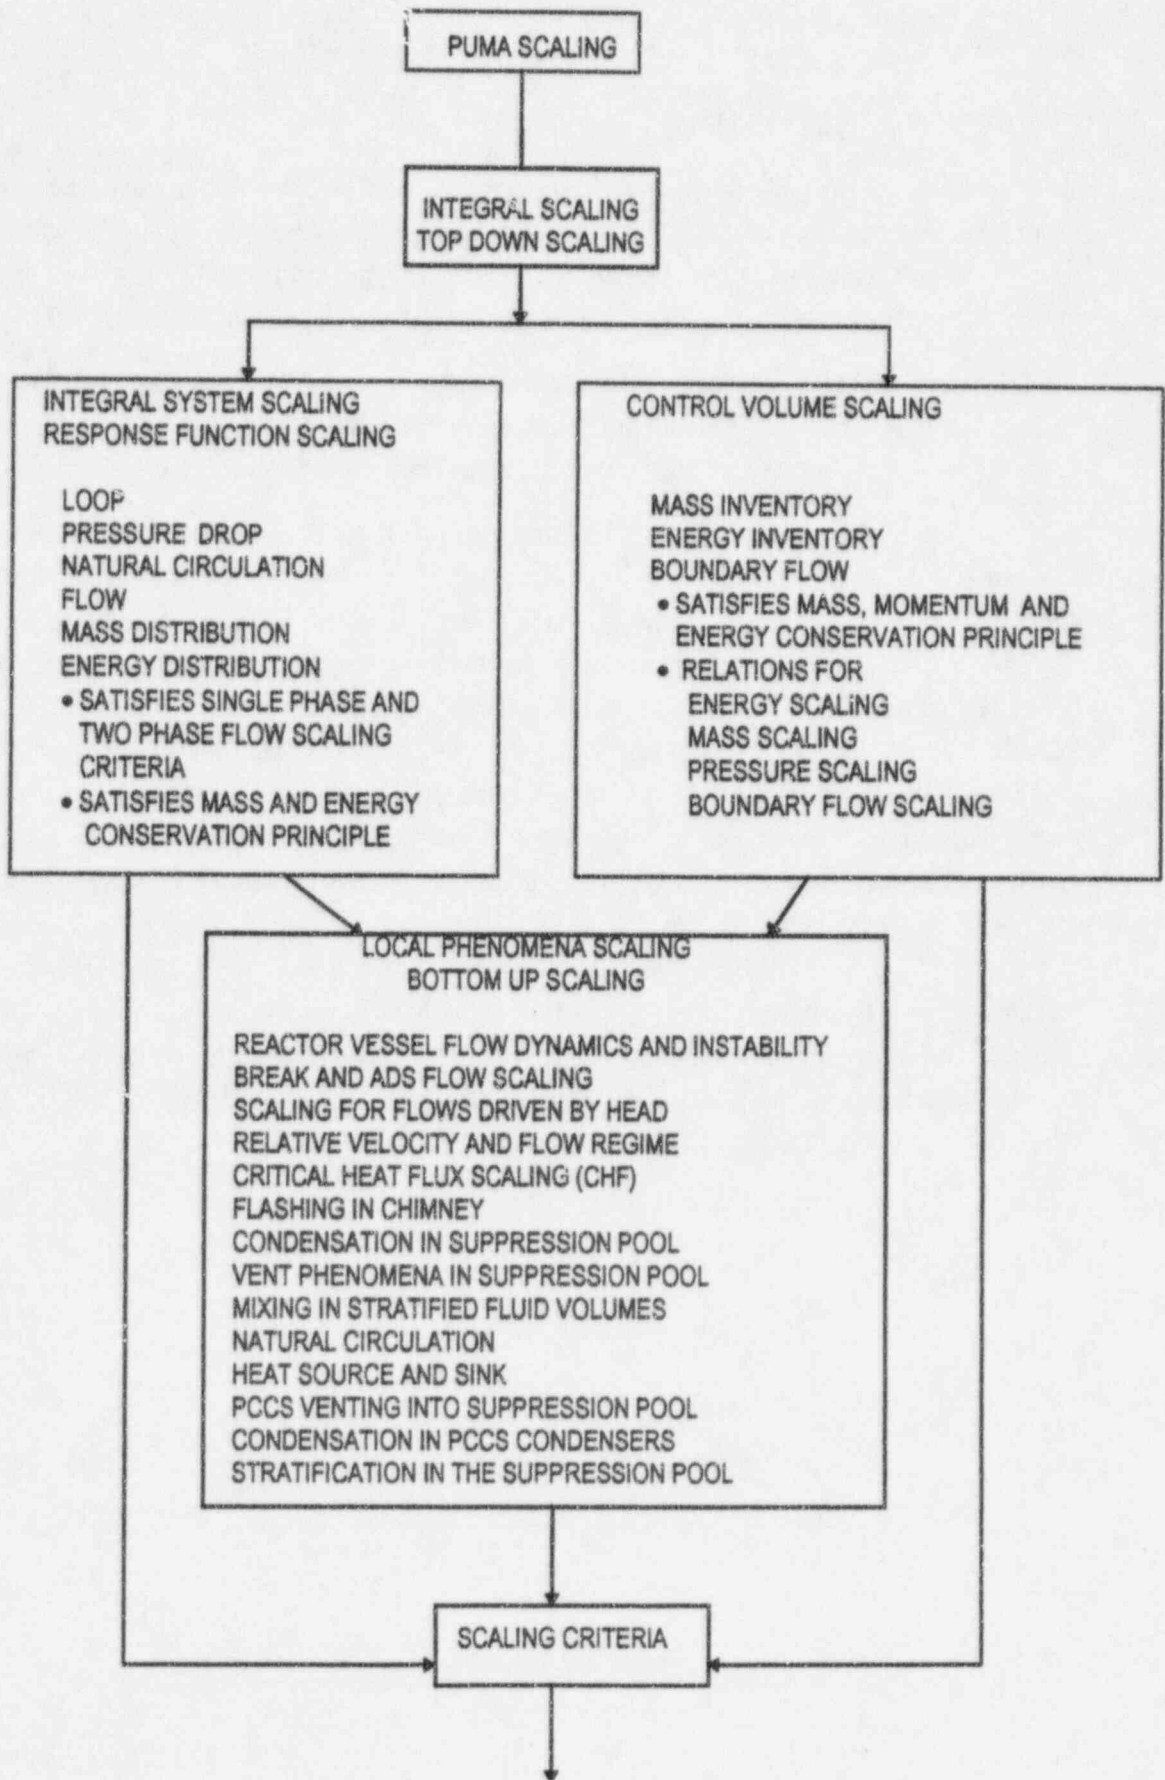 PUMA SCALING
INTEGRAL SCALING
TOP DOWN SCALING
INTEGRAL SYSTEM SCALING
RESPONSE FUNCTION SCALING
LOOP
PRESSURE DROP
NATURAL CIRCULATION
FLOW
MASS DISTRIBUTION
ENERGY DISTRIBUTION
• SATISFIES SINGLE PHASE AND
TWO PHASE FLOW SCALING
CRITERIA
• SATISFIES MASS AND ENERGY
CONSERVATION PRINCIPLE
CONTROL VOLUME SCALING
MASS INVENTORY
ENERGY INVENTORY
BOUNDARY FLOW
• SATISFIES MASS, MOMENTUM AND
ENERGY CONSERVATION PRINCIPLE
• RELATIONS FOR
ENERGY SCALING
MASS SCALING
PRESSURE SCALING
BOUNDARY FLOW SCALING
LOCAL PHENOMENA SCALING
BOTTOM UP SCALING
REACTOR VESSEL FLOW DYNAMICS AND INSTABILITY
BREAK AND ADS FLOW SCALING
SCALING FOR FLOWS DRIVEN BY HEAD
RELATIVE VELOCITY AND FLOW REGIME
CRITICAL HEAT FLUX SCALING (CHF)
FLASHING IN CHIMNEY
CONDENSATION IN SUPPRESSION POOL
VENT PHENOMENA IN SUPPRESSION POOL
MIXING IN STRATIFIED FLUID VOLUMES
NATURAL CIRCULATION
HEAT SOURCE AND SINK
PCCS VENTING INTO SUPPRESSION POOL
CONDENSATION IN PCCS CONDENSERS
STRATIFICATION IN THE SUPPRESSION POOL
SCALING CRITERIA